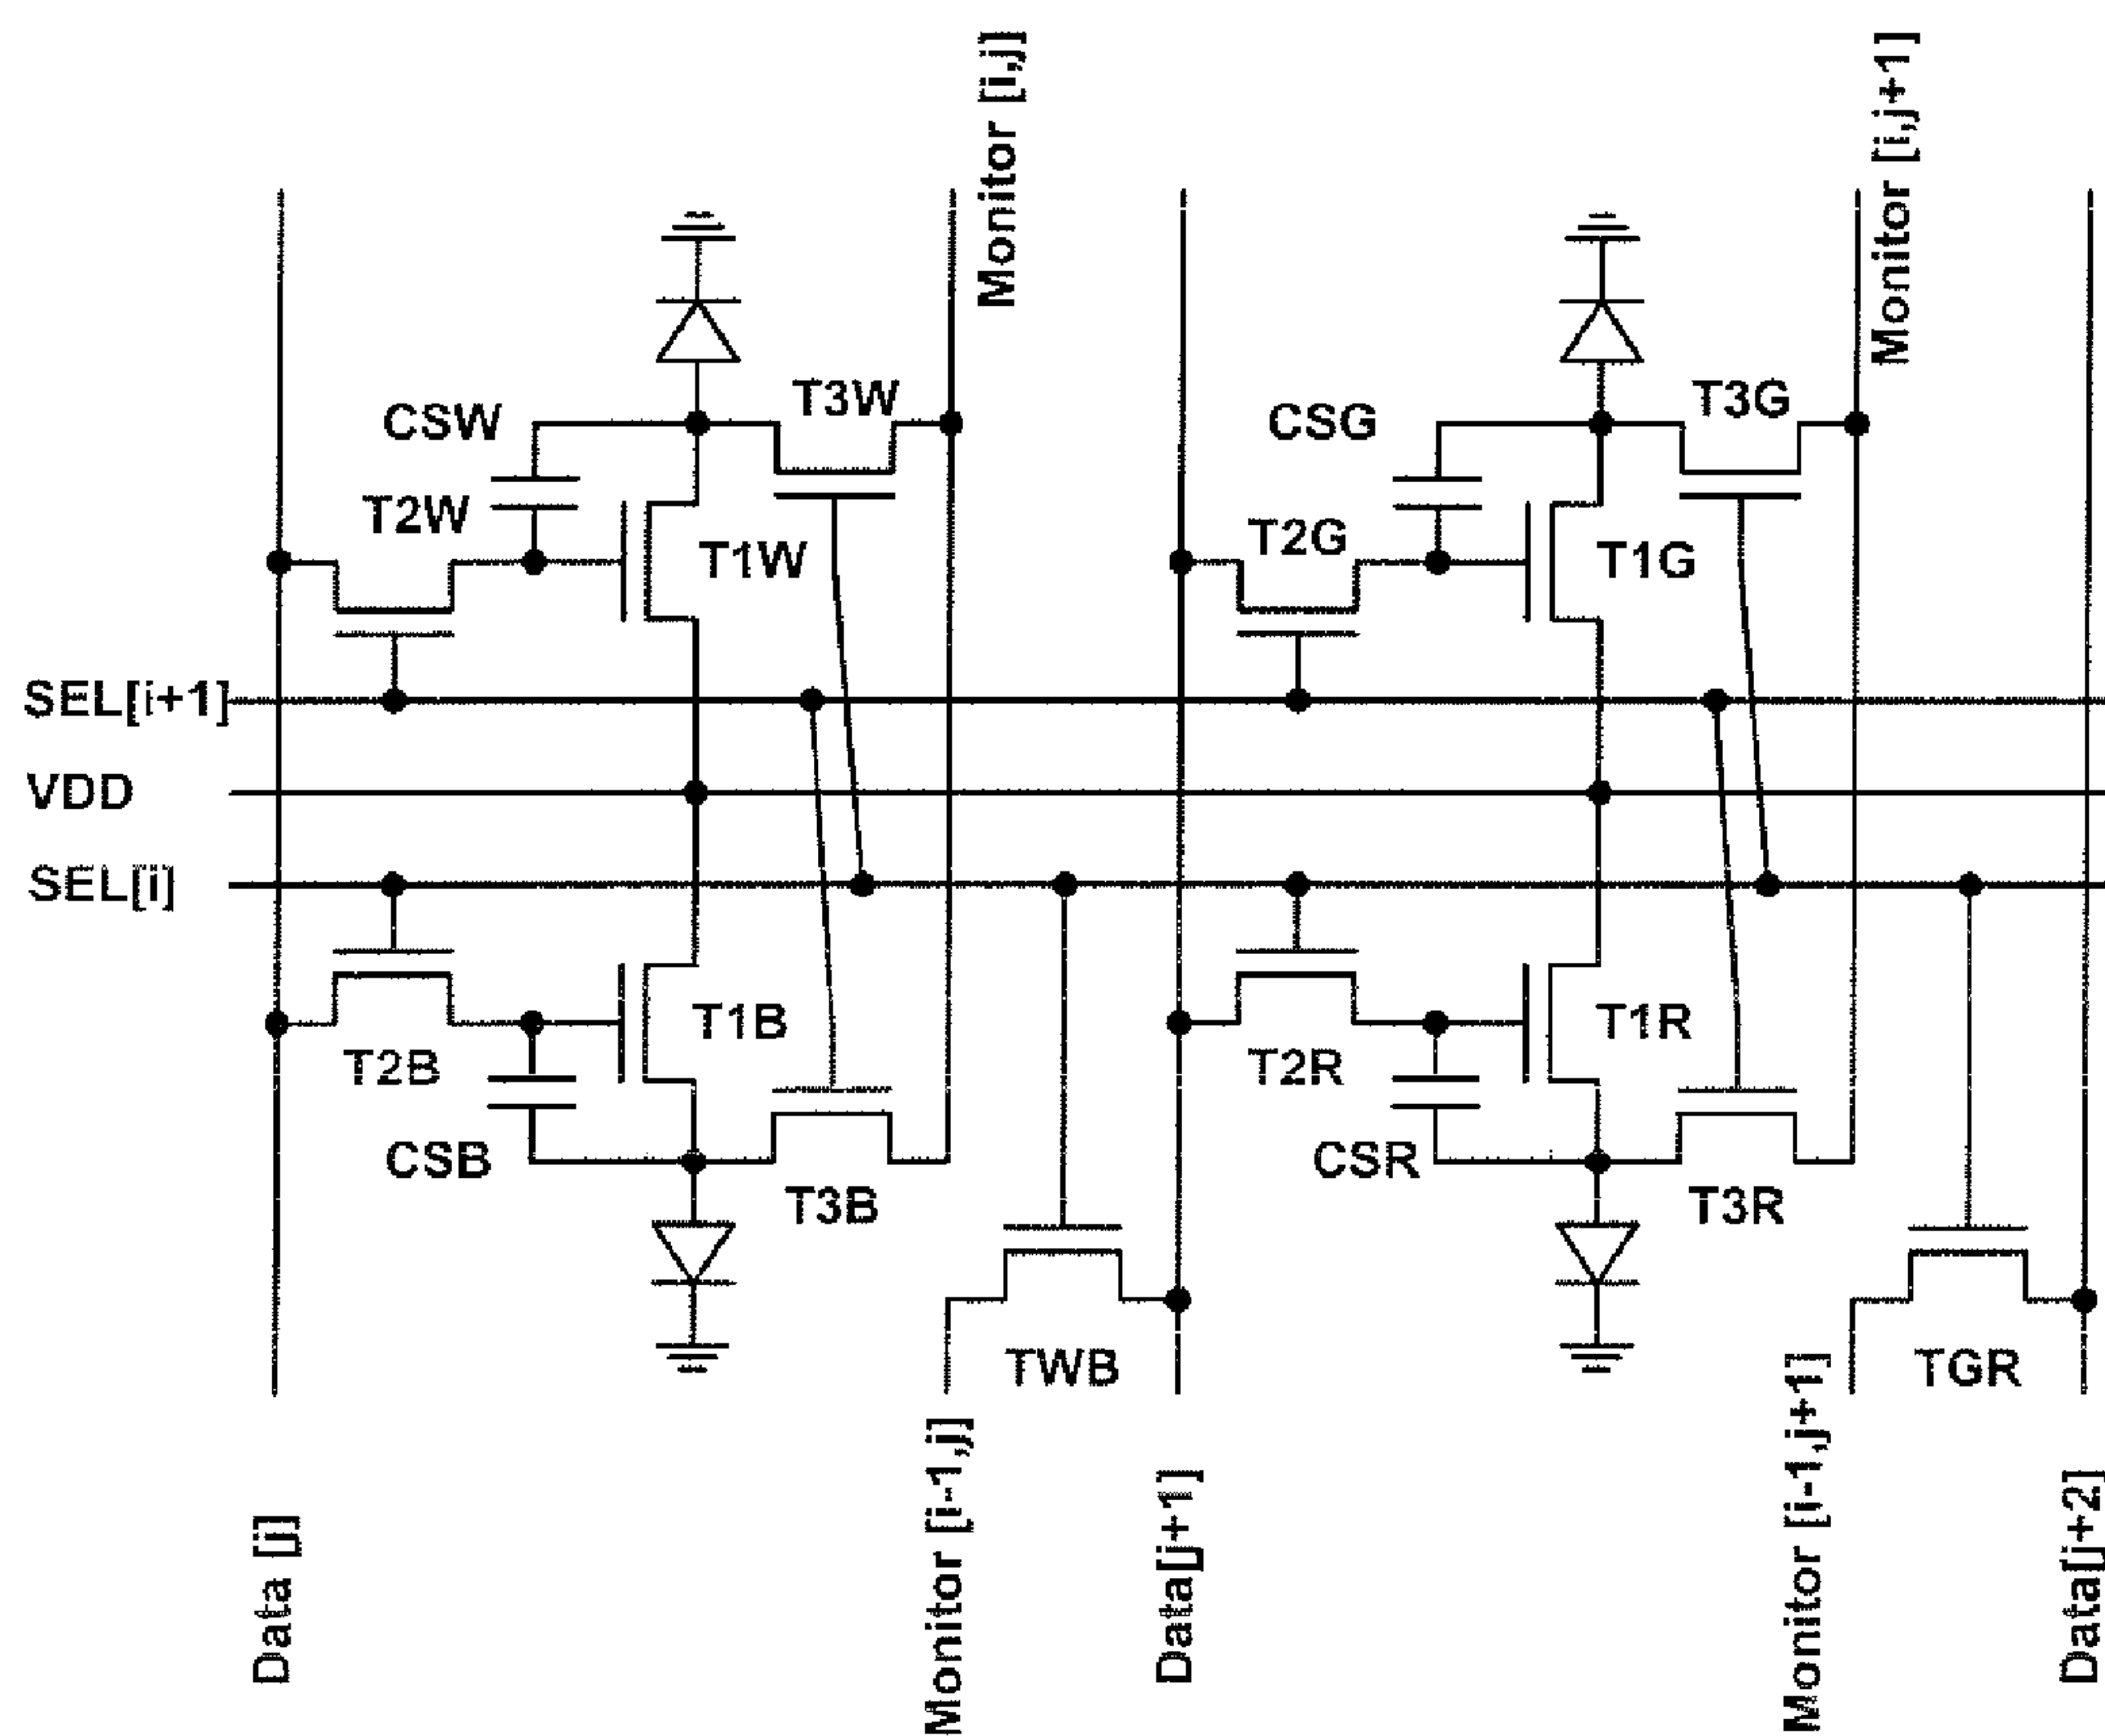 Monitor [i,j]
Monitor [i,j+1]
CSW
T3W
CSG
T3G
T2W
T1W
T2G
T1G
SEL[i+1]
VDD
SEL[i]
T1B
T1R
T2B
T2R
CSB
CSR
T3B
T3R
TWB
TGR
Data [j]
Monitor [i-1,j]
Data[j+1]
Monitor [i-1,j+1]
Data[j+2]